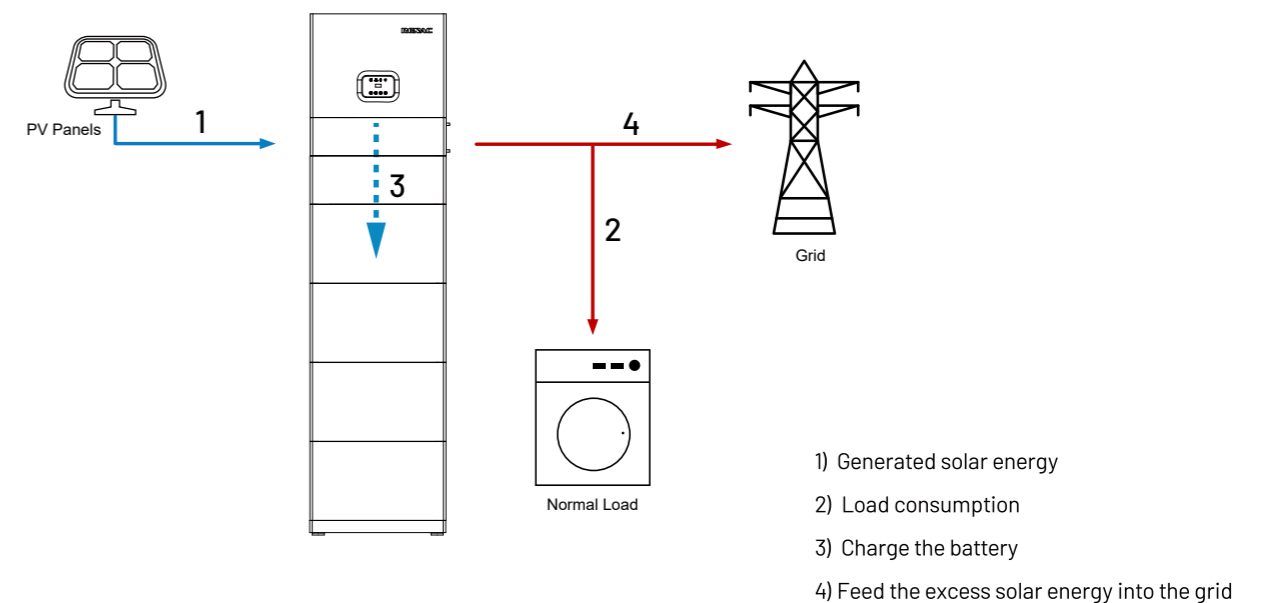 RENAC
PV Panels
1
3
4
2
Grid
Normal Load
1) Generated solar energy
2) Load consumption
3) Charge the battery
4) Feed the excess solar energy into the grid